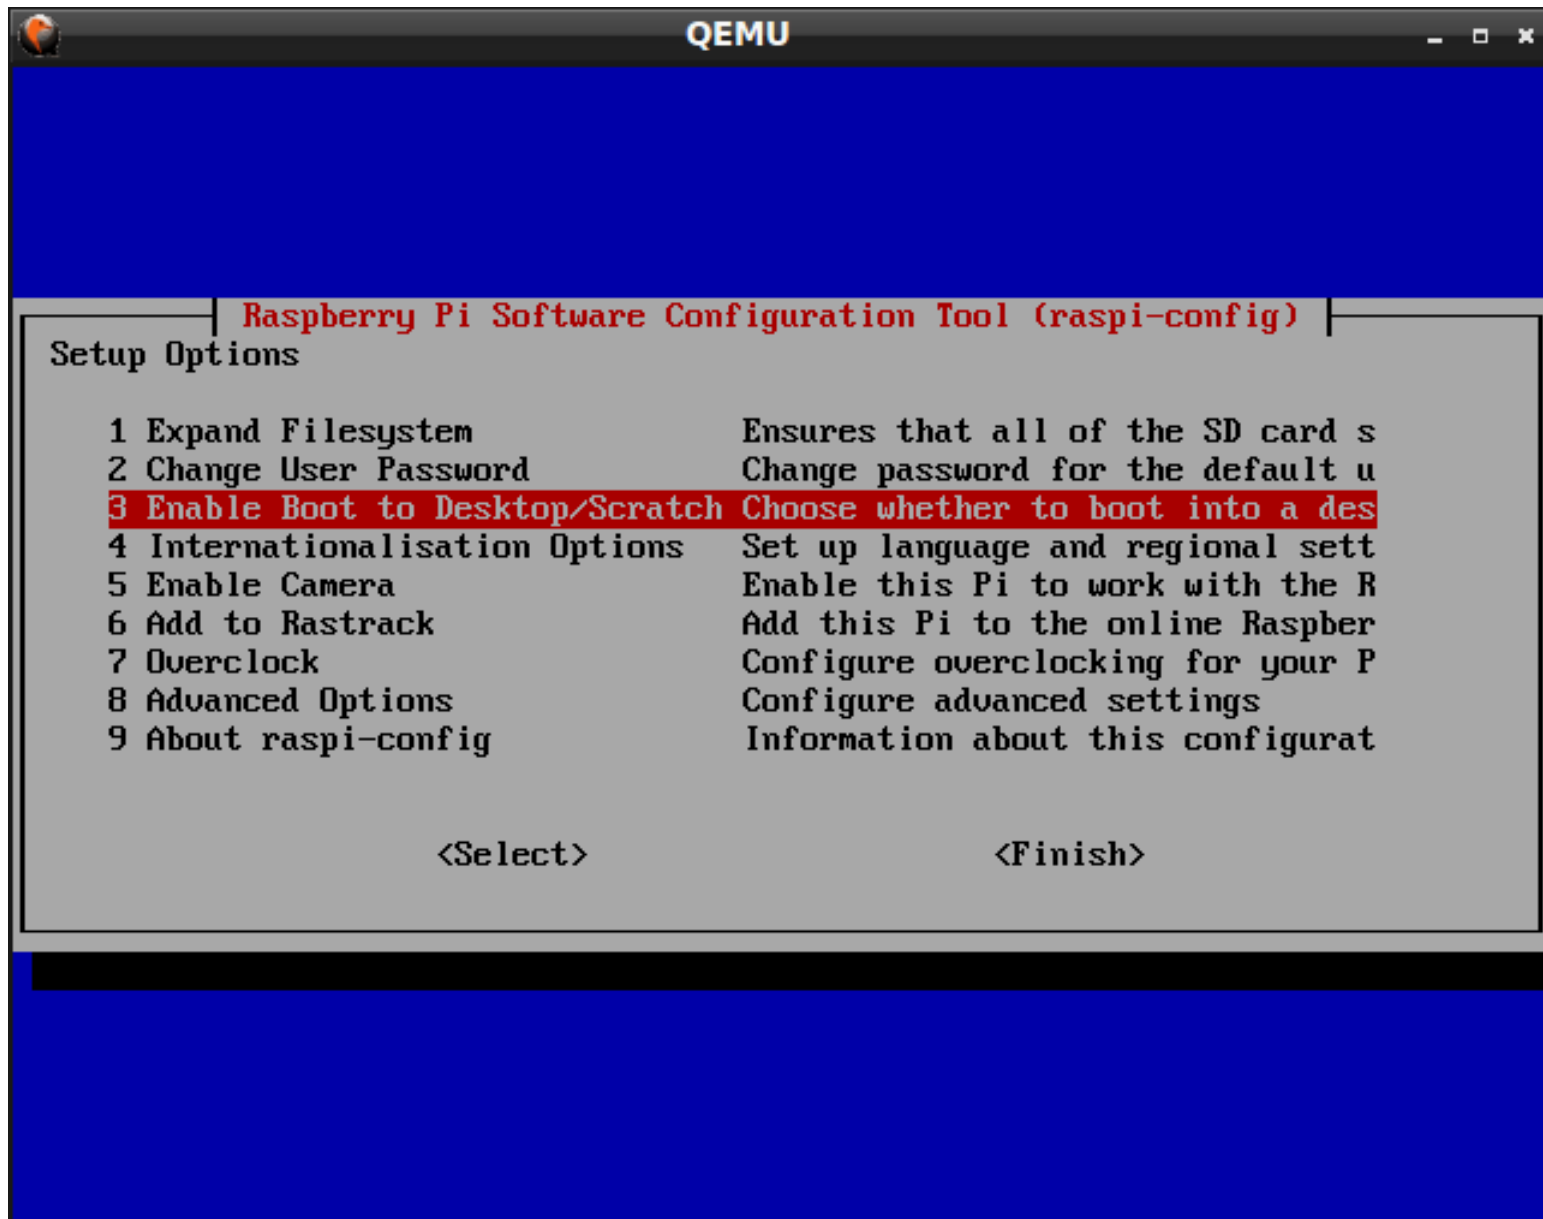 QEMU
Raspberry Pi Software Configuration Tool (raspi-config)
Setup Options
1 Expand Filesystem Ensures that all of the SD card s
2 Change User Password Change password for the default u
3 Enable Boot to Desktop/Scratch Choose whether to boot into a des
4 Internationalisation Options Set up language and regional sett
5 Enable Camera Enable this Pi to work with the R
6 Add to Rastrack Add this Pi to the online Raspber
7 Overclock Configure overclocking for your P
8 Advanced Options Configure advanced settings
9 About raspi-config Information about this configurat
<Select> <Finish>